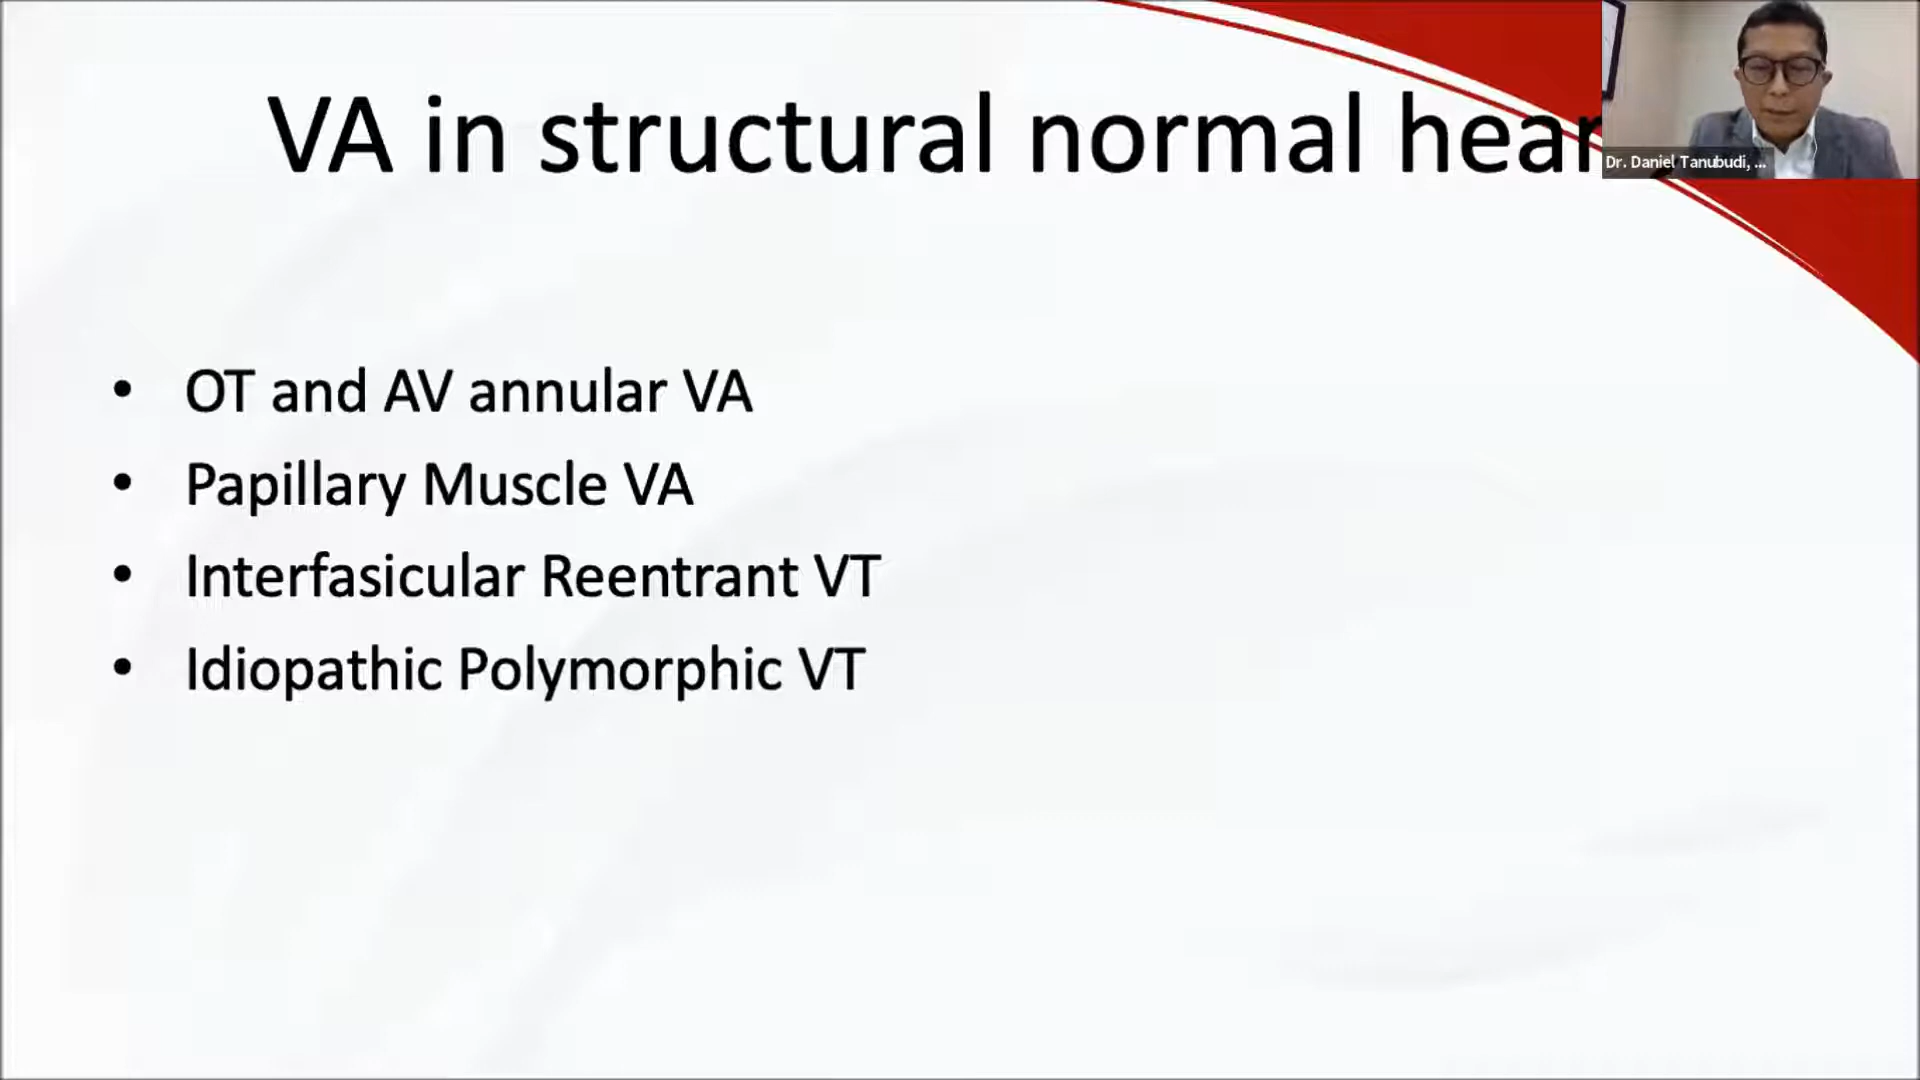 VA in structural normal hear
Dr. Daniel Tanubudi, ...
• OT and AV annular VA
• Papillary Muscle VA
• Interfasicular Reentrant VT
• Idiopathic Polymorphic VT